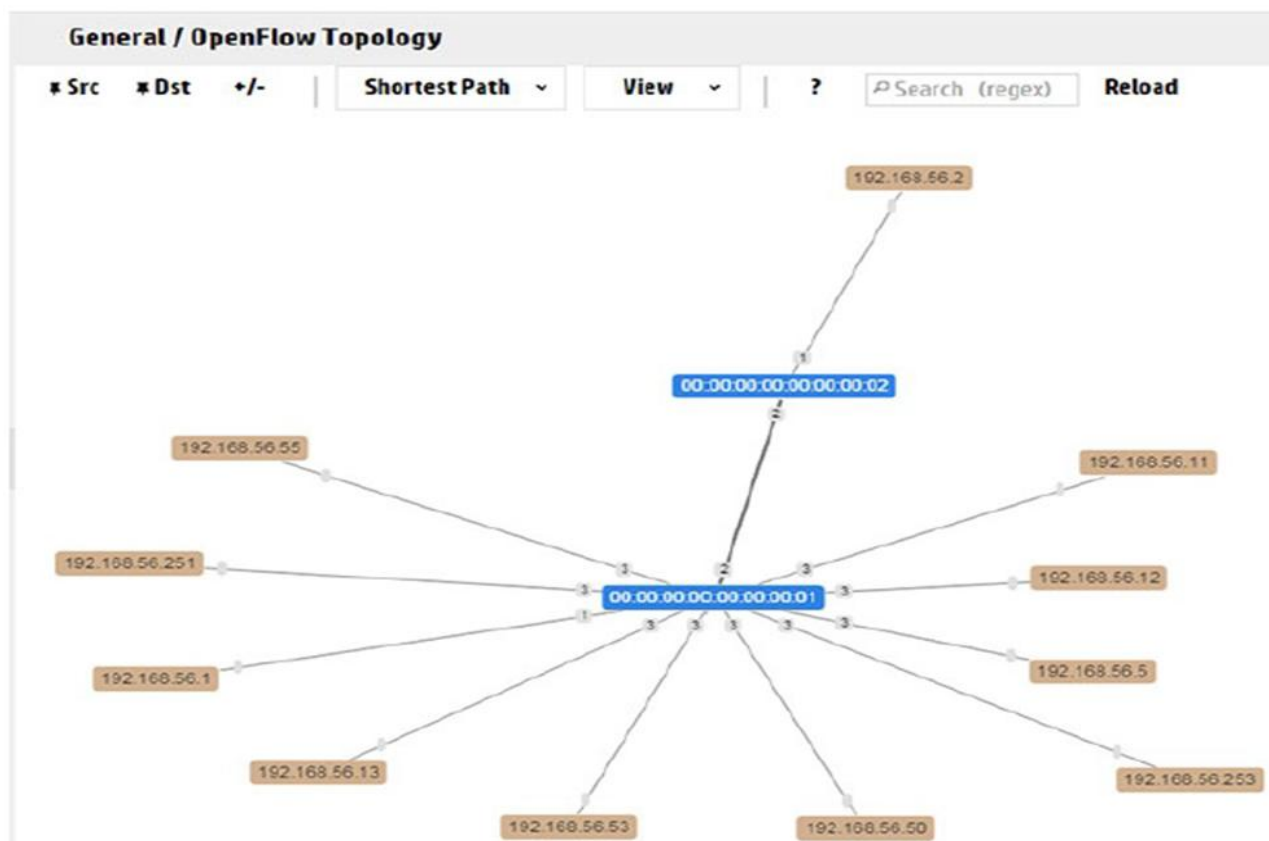 General / OpenFlow Topology
Src Dst +/- | Shortest Path View | ? Search (regex) Reload
192.168.56.2
1
00:00:00:00:00:00:00:02
2
192.168.56.55
192.168.56.11
192.168.56.251
3 2 3
192.168.56.12
3 00:00:00:00:00:00:00:01 3
1 3 3 3 3 3
192.168.56.1
192.168.56.5
192.168.56.13
192.168.56.253
192.168.56.53
192.168.56.50